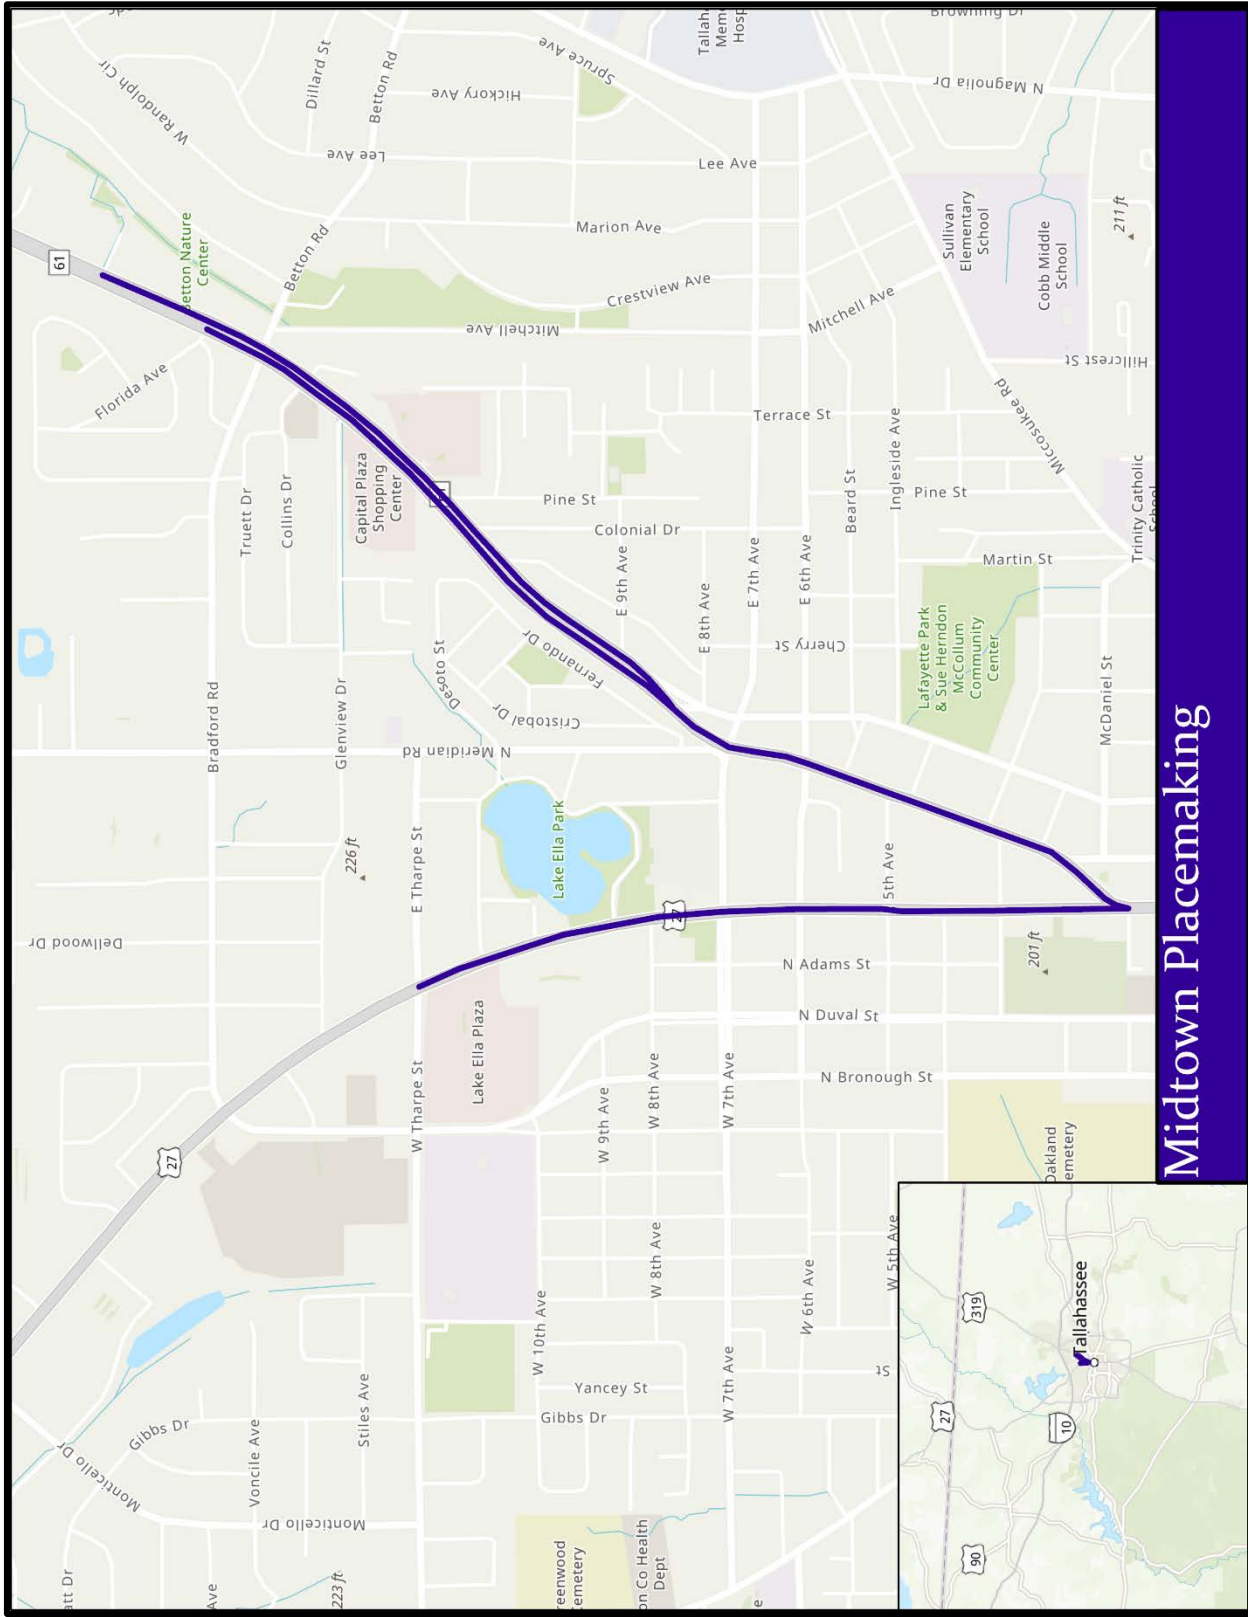 Midtown Placemaking
Monticello Dr
Gibbs Dr
Voncile Ave
Monticello Dr
Stiles Ave
223 ft
27
W Tharpe St
Lake Ella Plaza
W 10th Ave
Yancey St
Gibbs Dr
W 9th Ave
W 8th Ave
W 8th Ave
W 7th Ave
W 7th Ave
W 6th Ave
W 5th Ave
St
N Adams St
N Duval St
N Bronough St
201 ft
Dellwood Dr
226 ft
E Tharpe St
Lake Ella Park
27
5th Ave
Bradford Rd
Glenview Dr
N Meridian Rd
Desoto St
Cristobal Dr
Fernando Dr
Truett Dr
Collins Dr
Capital Plaza
Shopping
Center
Florida Ave
61
Betton Rd
Betton Rd
W Randolph Cir
Dillard St
Lee Ave
Hickory Ave
Spruce Ave
Lee Ave
Marion Ave
Crestview Ave
Mitchell Ave
Mitchell Ave
Nature
Center
Pine St
Colonial Dr
E 9th Ave
E 8th Ave
E 7th Ave
E 6th Ave
Cherry St
Terrace St
Beard St
Ingleside Ave
Pine St
Martin St
Lafayette Park
& Sue Herndon
McCollum
Community
Center
McDaniel St
Trinity Catholic
School
Miccosukee Rd
Hillcrest St
Sullivan
Elementary
School
Cobb Middle
School
211 ft
N Magnolia Dr
90
27
319
10
Tallahassee